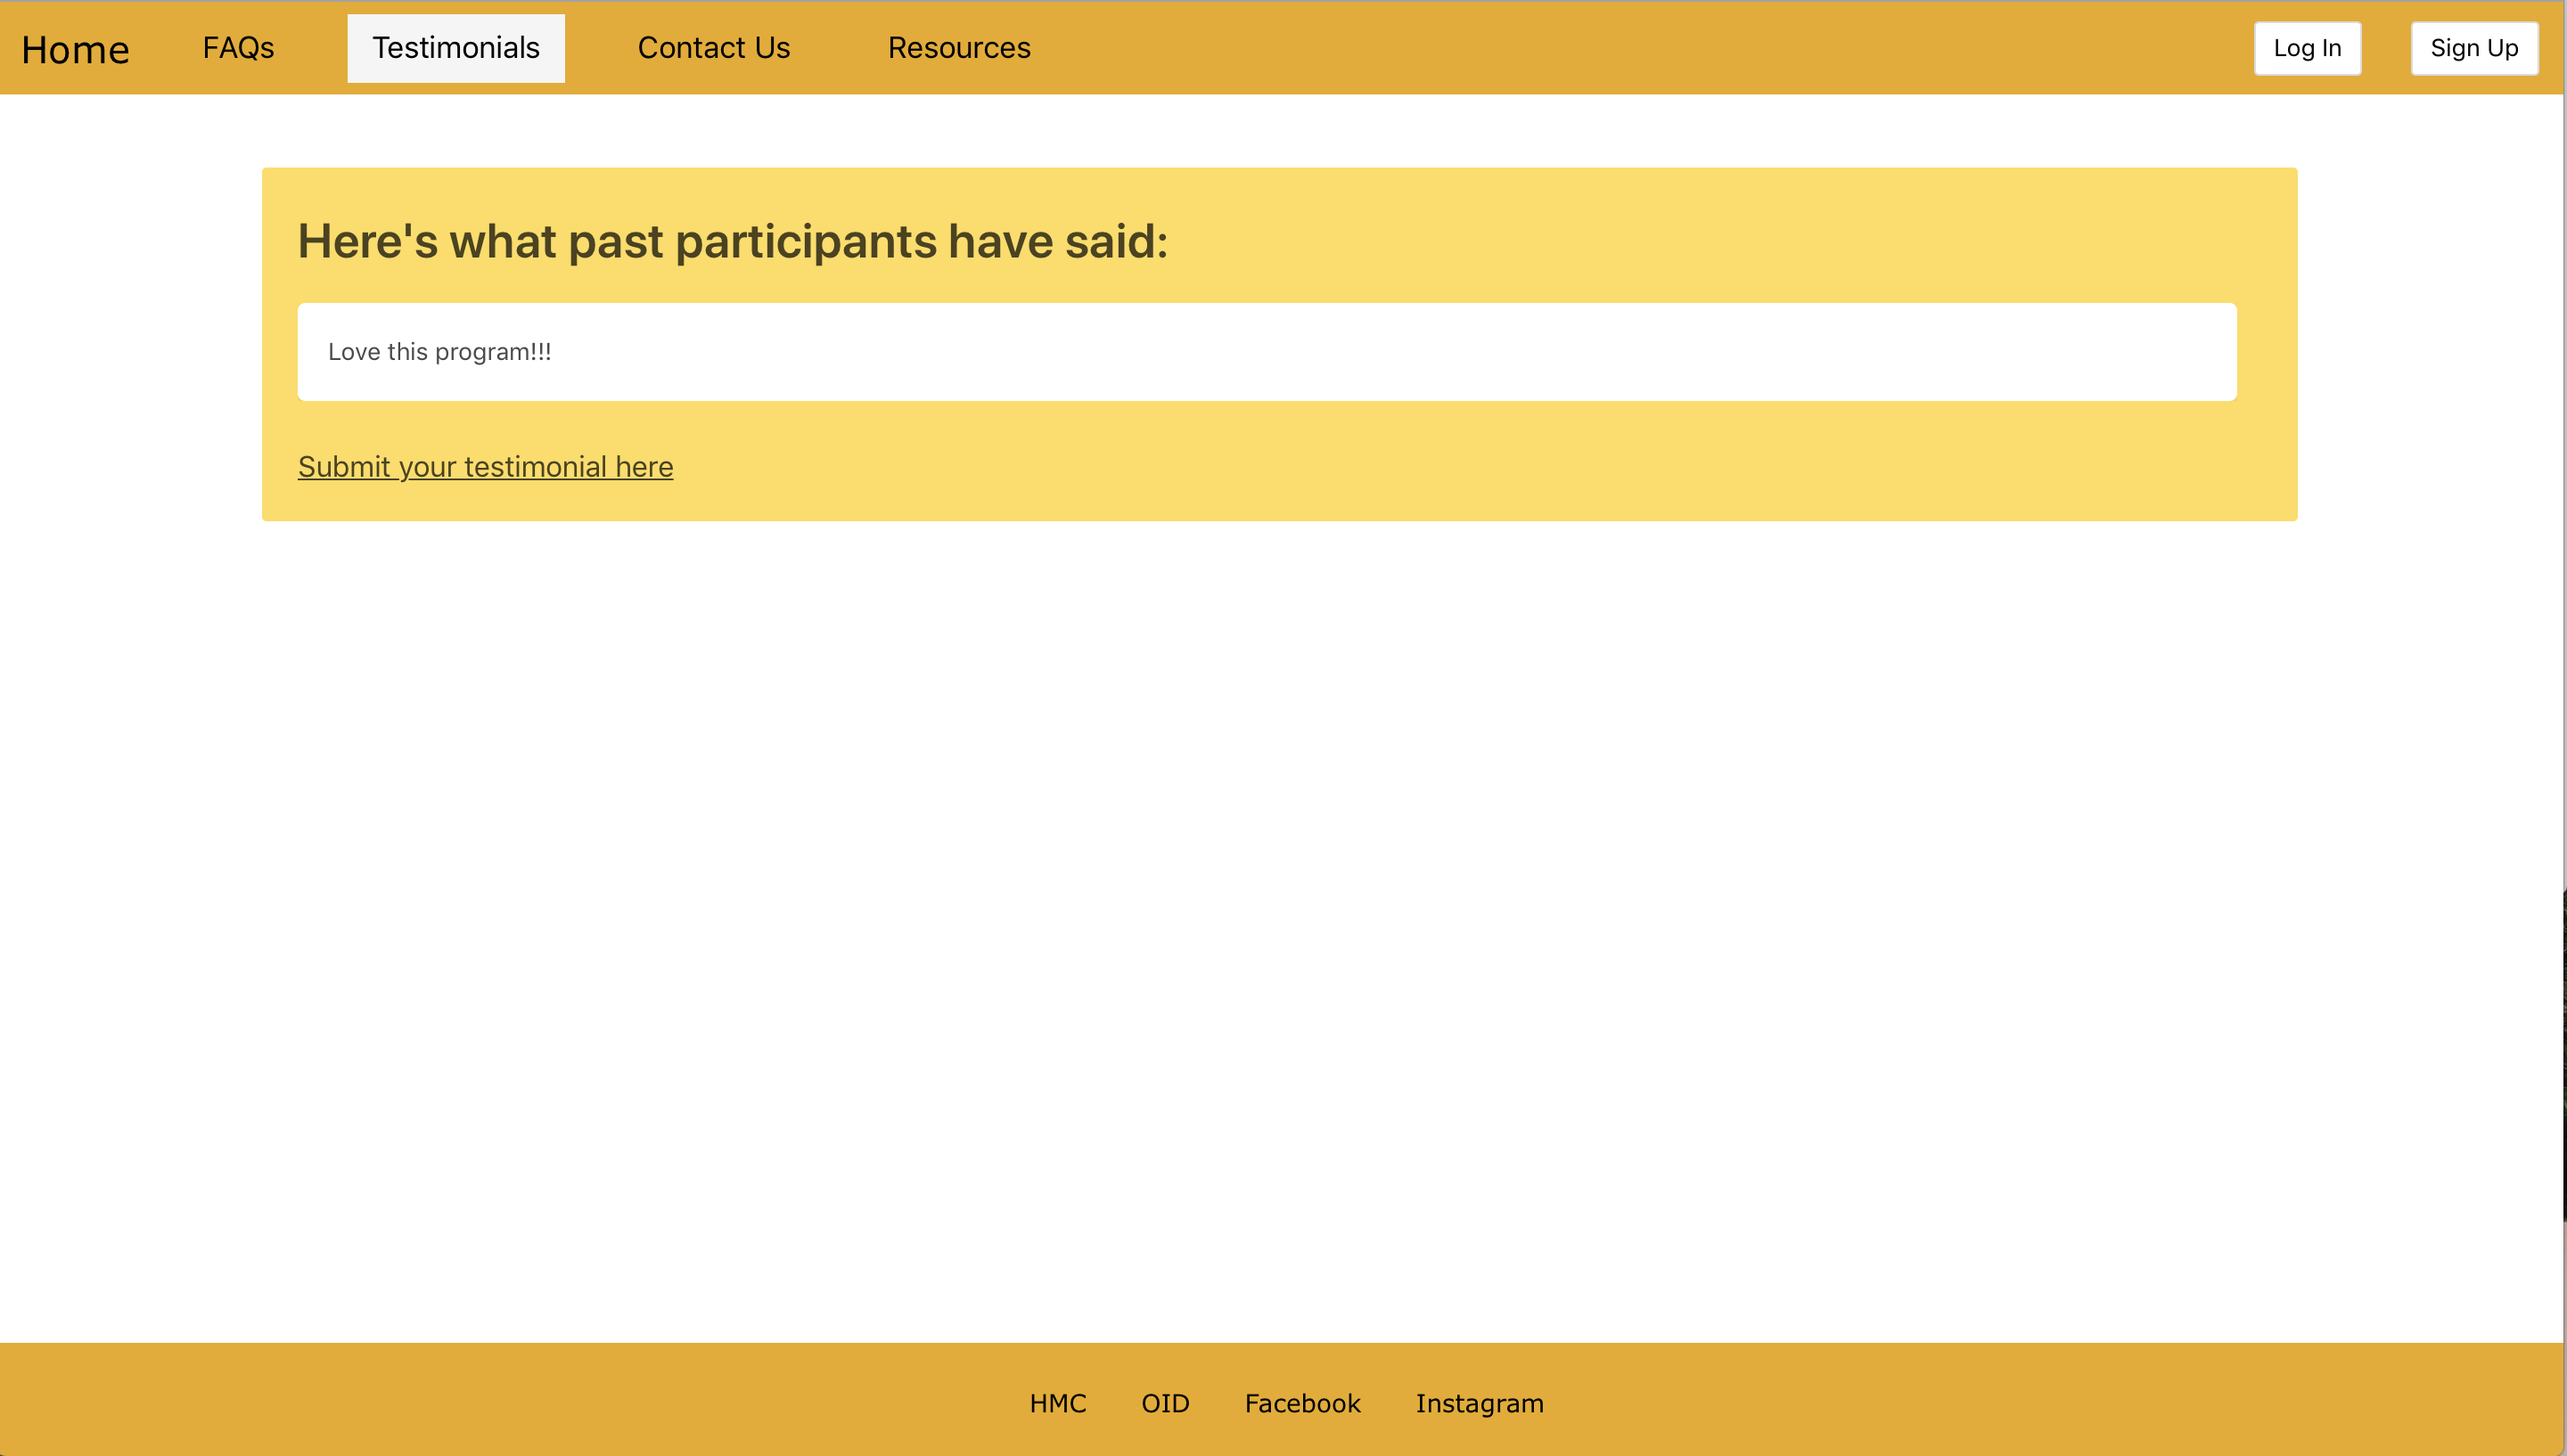 Home FAQs Testimonials Contact Us Resources Log In Sign Up
Here's what past participants have said:
Love this program!!!
Submit your testimonial here
HMC OID Facebook Instagram